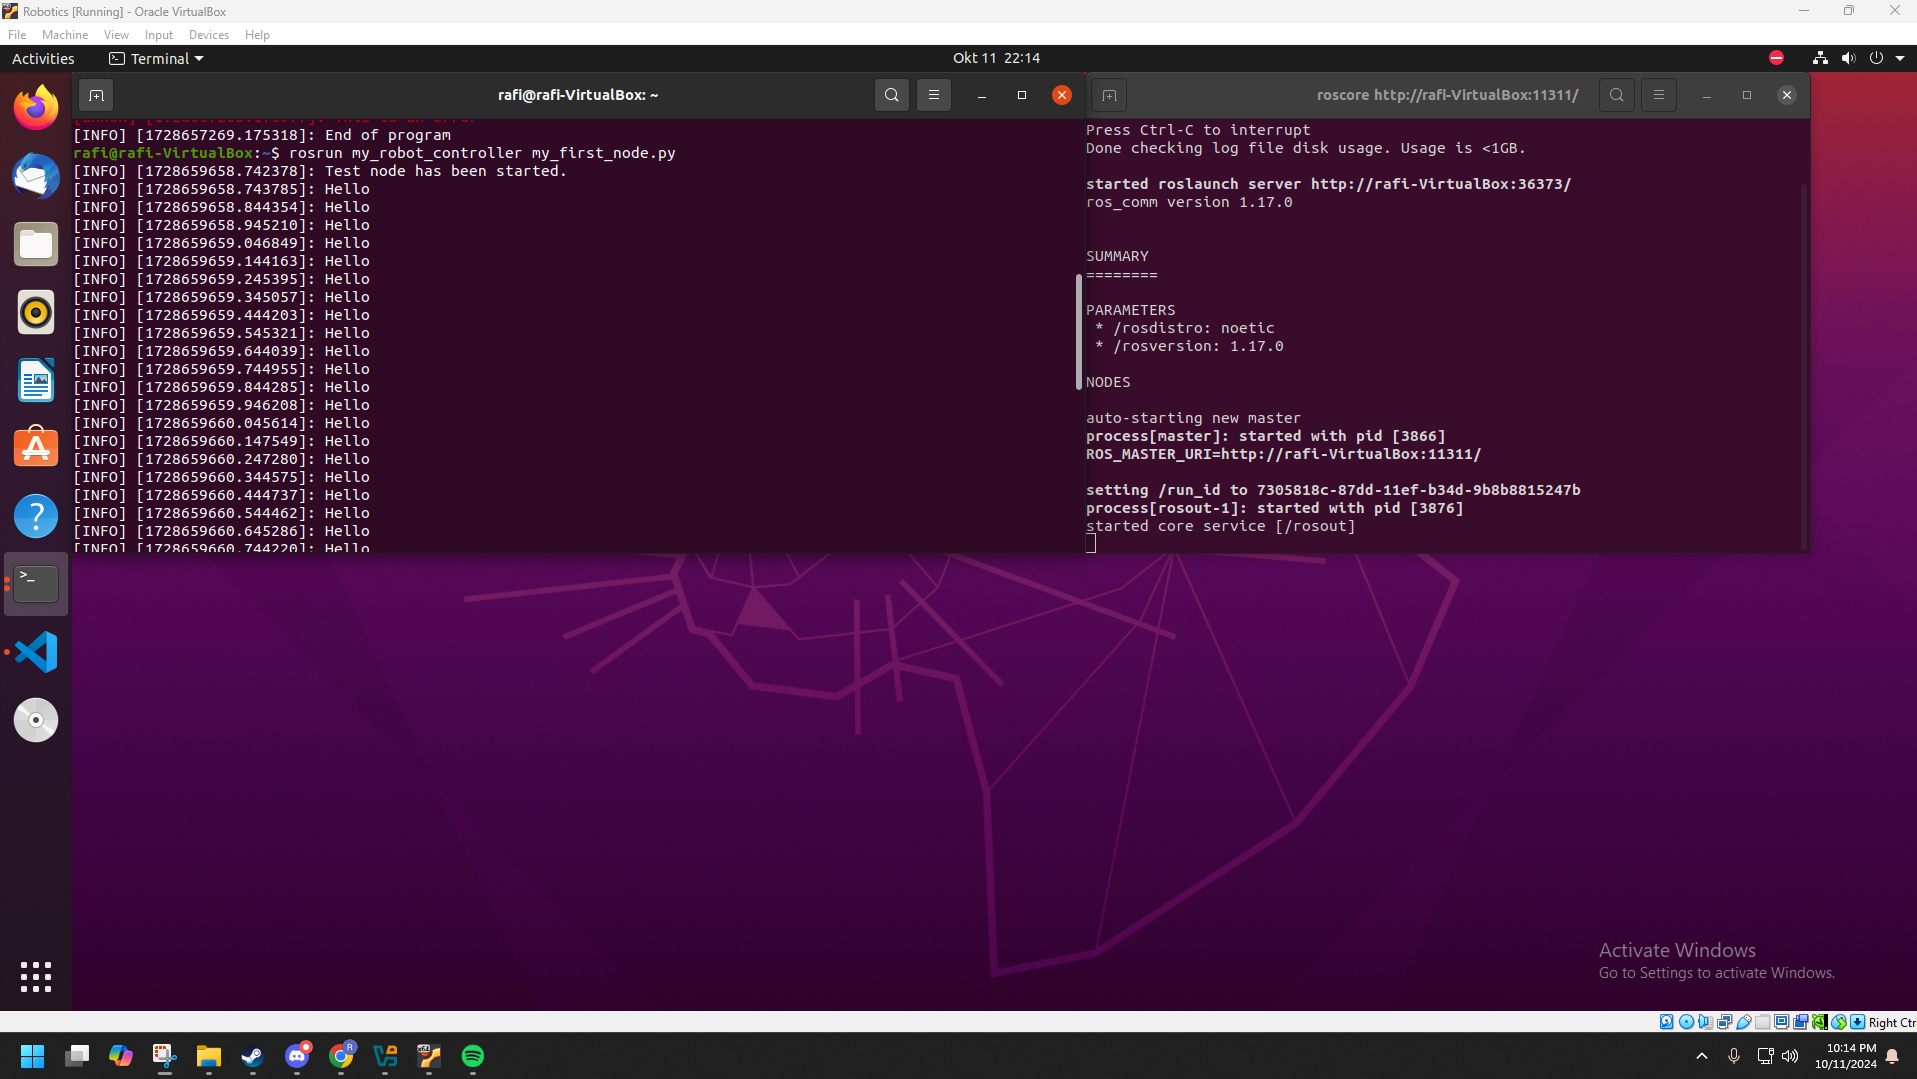 Robotics [Running] - Oracle VirtualBox
File Machine View Input Devices Help
Activities Terminal Okt 11 22:14
rafi@rafi-VirtualBox: ~
[INFO] [1728657269.175318]: End of program
rafi@rafi-VirtualBox:~$ rosrun my_robot_controller my_first_node.py
[INFO] [1728659658.742378]: Test node has been started.
[INFO] [1728659658.743785]: Hello
[INFO] [1728659658.844354]: Hello
[INFO] [1728659658.945210]: Hello
[INFO] [1728659659.046849]: Hello
[INFO] [1728659659.144163]: Hello
[INFO] [1728659659.245395]: Hello
[INFO] [1728659659.345057]: Hello
[INFO] [1728659659.444203]: Hello
[INFO] [1728659659.545321]: Hello
[INFO] [1728659659.644039]: Hello
[INFO] [1728659659.744955]: Hello
[INFO] [1728659659.844285]: Hello
[INFO] [1728659659.946208]: Hello
[INFO] [1728659660.045614]: Hello
[INFO] [1728659660.147549]: Hello
[INFO] [1728659660.247280]: Hello
[INFO] [1728659660.344575]: Hello
[INFO] [1728659660.444737]: Hello
[INFO] [1728659660.544462]: Hello
[INFO] [1728659660.645286]: Hello
[INFO] [1728659660.744220]: Hello
roscore http://rafi-VirtualBox:11311/
Press Ctrl-C to interrupt
Done checking log file disk usage. Usage is <1GB.
started roslaunch server http://rafi-VirtualBox:36373/
ros_comm version 1.17.0
SUMMARY
========
PARAMETERS
* /rosdistro: noetic
* /rosversion: 1.17.0
NODES
auto-starting new master
process[master]: started with pid [3866]
ROS_MASTER_URI=http://rafi-VirtualBox:11311/
setting /run_id to 7305818c-87dd-11ef-b34d-9b8b8815247b
process[rosout-1]: started with pid [3876]
started core service [/rosout]
Activate Windows
Go to Settings to activate Windows.
Right Ctr
10:14 PM
10/11/2024